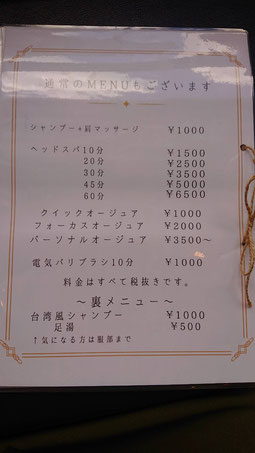 通常のMENUもございます
シャンプー+肩マッサージ ¥1000
ヘッドスパ10分 ¥1500
20分 ¥2500
30分 ¥3500
45分 ¥5000
60分 ¥6500
クイックオージュア ¥1000
フォーカスオージュア ¥2000
パーソナルオージュア ¥3500～
電気バリブラシ10分 ¥1000
料金はすべて税抜きです。
～裏メニュー～
台湾風シャンプー ¥1000
足湯 ¥500
↑気になる方は服部まで